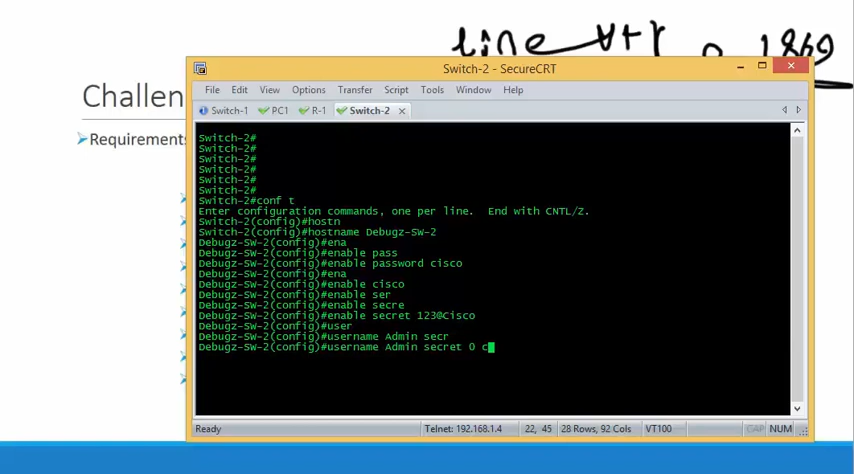 line vty 0 1869
Switch-2 - SecureCRT
File Edit View Options Transfer Script Tools Window Help
Challen
Switch-1 PC1 R-1 Switch-2
Requirements
Switch-2#
Switch-2#
Switch-2#
Switch-2#
Switch-2#
Switch-2#
Switch-2#conf t
Enter configuration commands, one per line. End with CNTL/Z.
Switch-2(config)#hostn
Switch-2(config)#hostname Debugz-SW-2
Debugz-SW-2(config)#ena
Debugz-SW-2(config)#enable pass
Debugz-SW-2(config)#enable password cisco
Debugz-SW-2(config)#ena
Debugz-SW-2(config)#enable cisco
Debugz-SW-2(config)#enable ser
Debugz-SW-2(config)#enable secre
Debugz-SW-2(config)#enable secret 123@Cisco
Debugz-SW-2(config)#user
Debugz-SW-2(config)#username Admin secr
Debugz-SW-2(config)#username Admin secret 0 c
Ready Telnet: 192.168.1.4 22, 45 28 Rows, 92 Cols VT100 CAP NUM